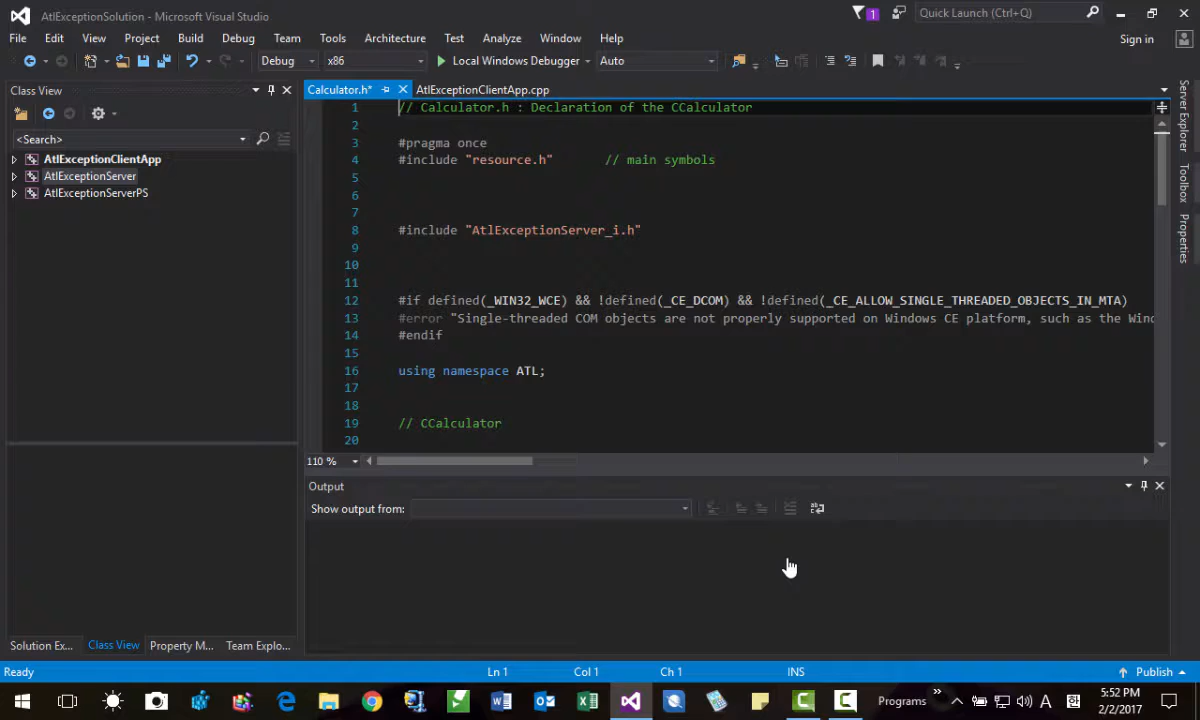 AtlExceptionSolution - Microsoft Visual Studio
1
Quick Launch (Ctrl+Q)
File Edit View Project Build Debug Team Tools Architecture Test Analyze Window Help
Sign in
Debug x86 Local Windows Debugger Auto
Class View
Calculator.h* AtlExceptionClientApp.cpp
<Search>
AtlExceptionClientApp
AtlExceptionServer
AtlExceptionServerPS
1 // Calculator.h : Declaration of the CCalculator
2
3 #pragma once
4 #include "resource.h" // main symbols
5
6
7
8 #include "AtlExceptionServer_i.h"
9
10
11
12 #if defined(_WIN32_WCE) && !defined(_CE_DCOM) && !defined(_CE_ALLOW_SINGLE_THREADED_OBJECTS_IN_MTA)
13 #error "Single-threaded COM objects are not properly supported on Windows CE platform, such as the Wind
14 #endif
15
16 using namespace ATL;
17
18
19 // CCalculator
20
110 %
Output
Show output from:
Server Explorer
Toolbox
Properties
Solution Ex... Class View Property M... Team Explo...
Ready Ln 1 Col 1 Ch 1 INS Publish
Programs
A
5:52 PM
2/2/2017